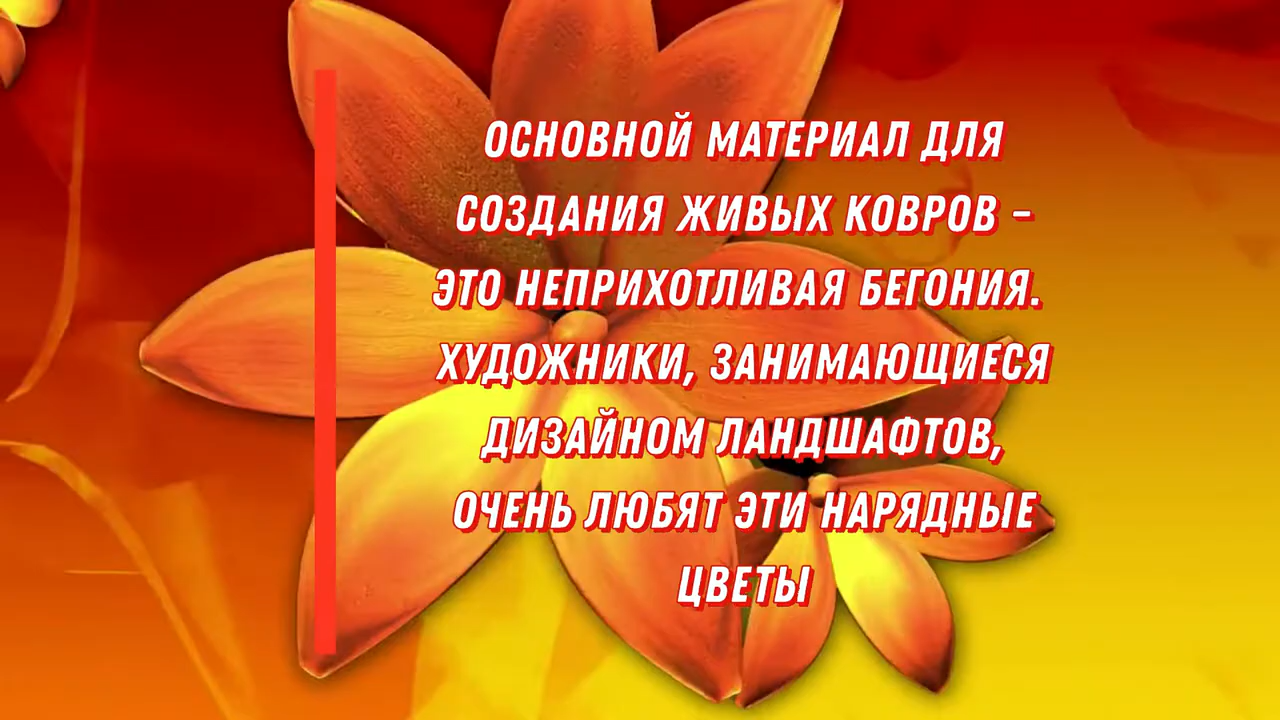 ОСНОВНОЙ МАТЕРИАЛ ДЛЯ
СОЗДАНИЯ ЖИВЫХ КОВРОВ –
ЭТО НЕПРИХОТЛИВАЯ БЕГОНИЯ.
ХУДОЖНИКИ, ЗАНИМАЮЩИЕСЯ
ДИЗАЙНОМ ЛАНДШАФТОВ,
ОЧЕНЬ ЛЮБЯТ ЭТИ НАРЯДНЫЕ
ЦВЕТЫ